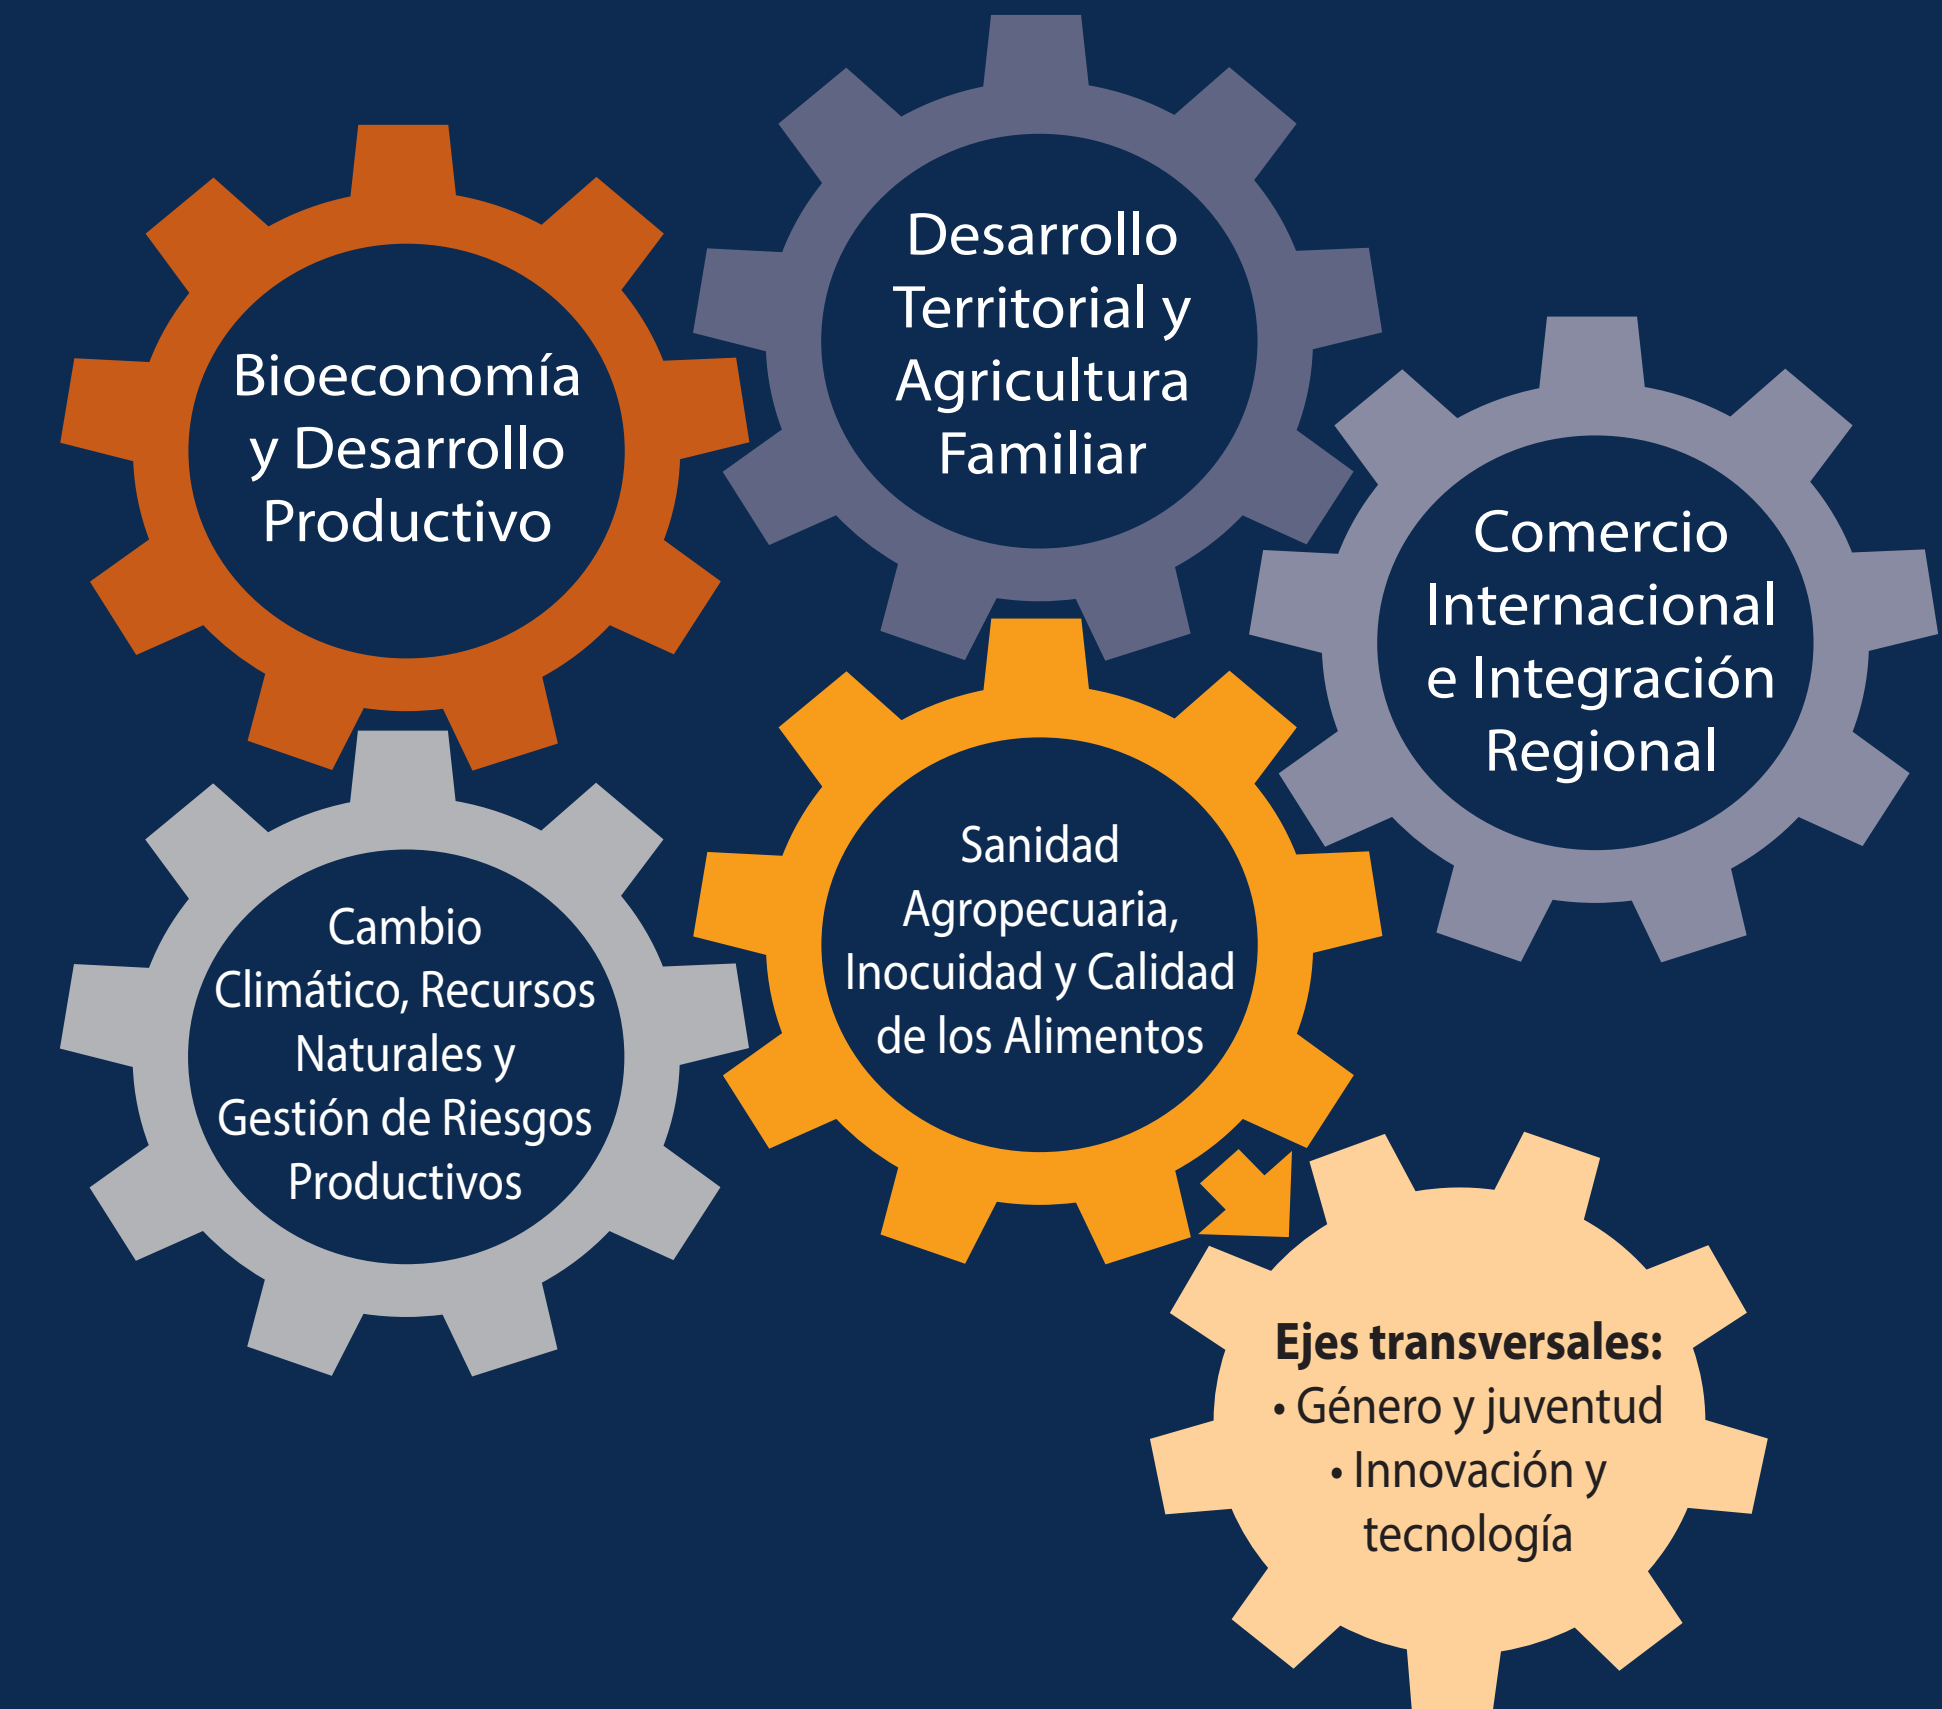 Bioeconomía
y Desarrollo
Productivo
Desarrollo
Territorial y
Agricultura
Familiar
Comercio
Internacional
e Integración
Regional
Cambio
Climático, Recursos
Naturales y
Gestión de Riesgos
Productivos
Sanidad
Agropecuaria,
Inocuidad y Calidad
de los Alimentos
Ejes transversales:
• Género y juventud
• Innovación y
tecnología